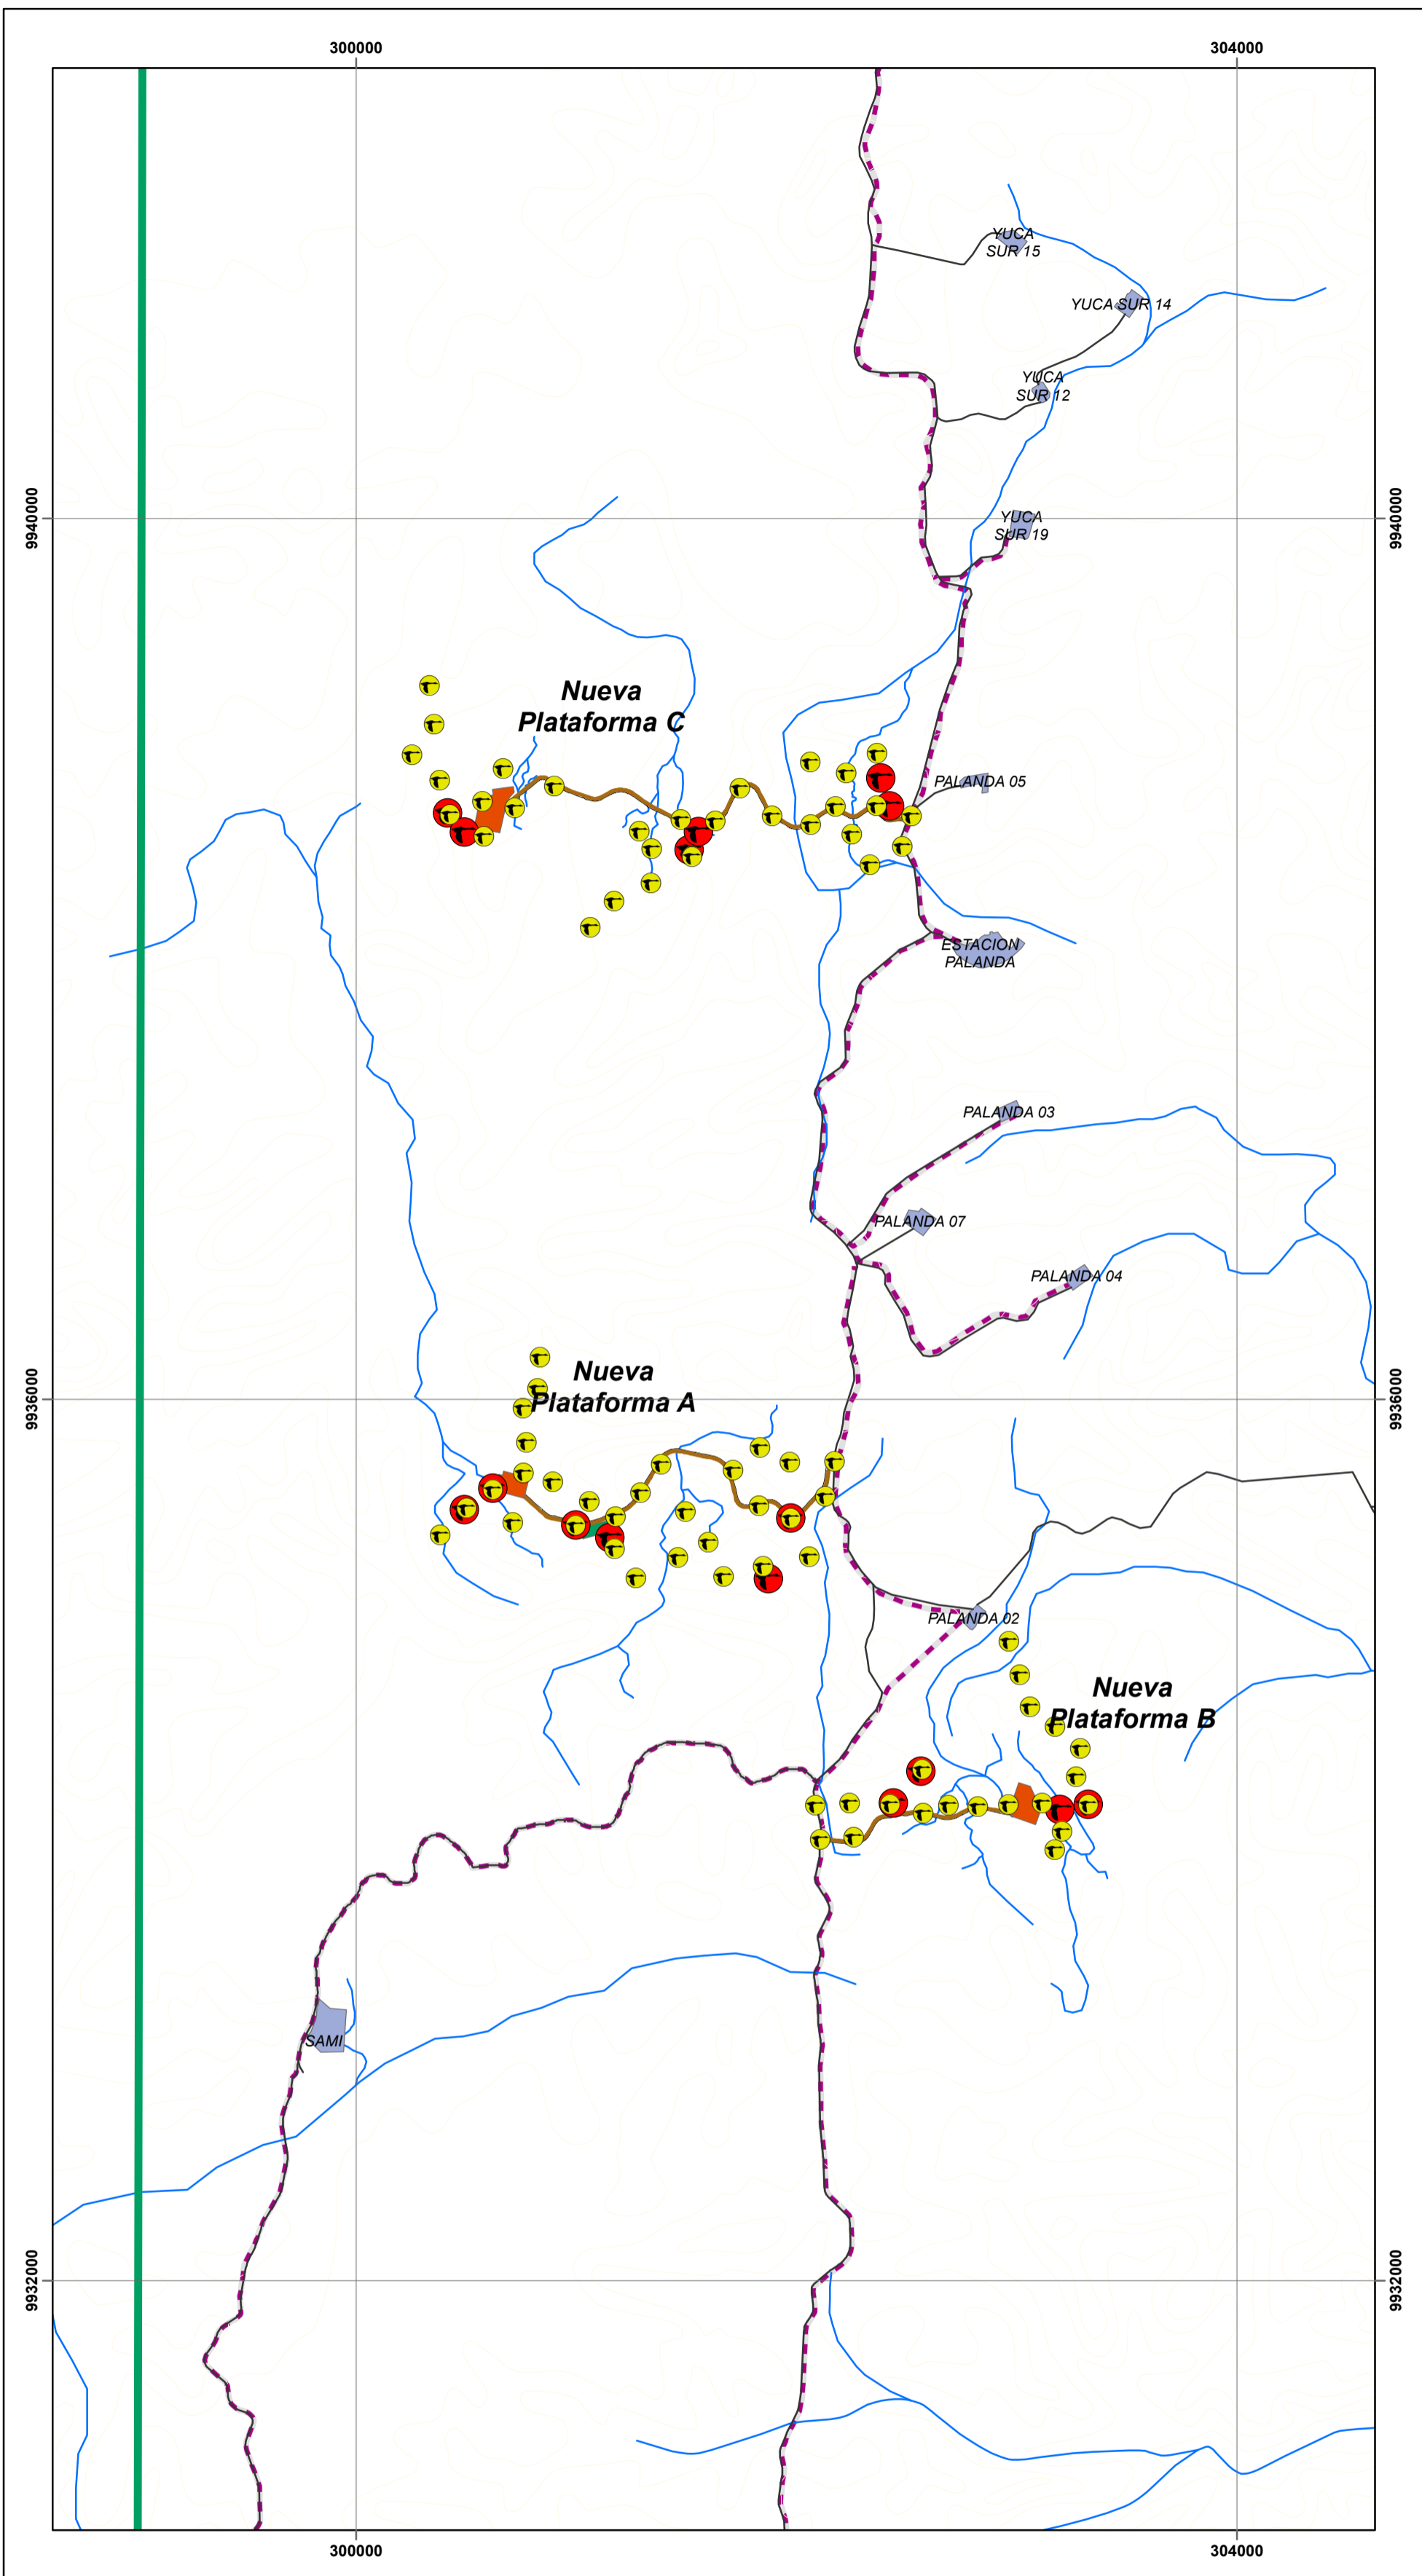 300000
304000
YUCA
SUR 15
YUCA SUR 14
YUCA
SUR 12
9940000
9940000
YUCA
SUR 19
Nueva
Plataforma C
PALANDA 05
ESTACION
PALANDA
PALANDA 03
PALANDA 07
PALANDA 04
Nueva
Plataforma A
9936000
9936000
PALANDA 02
Nueva
Plataforma B
SAMI
9932000
9932000
300000
304000